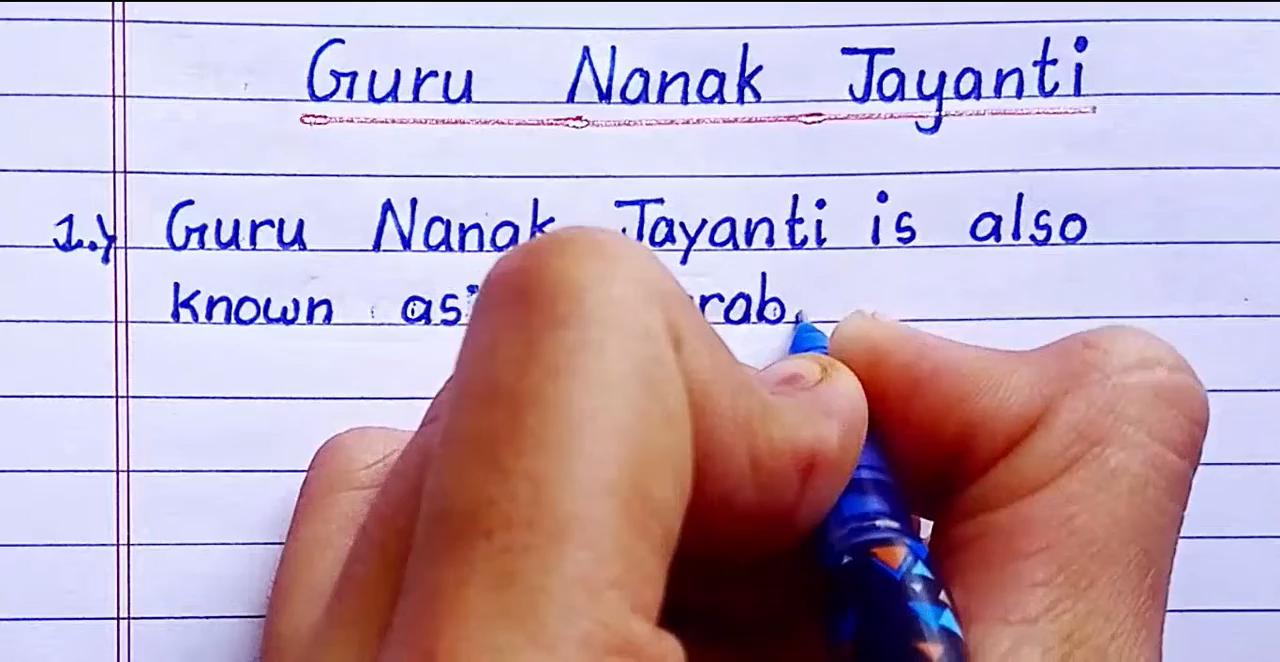 Guru Nanak Jayanti
1.) Guru Nanak Jayanti is also
known as